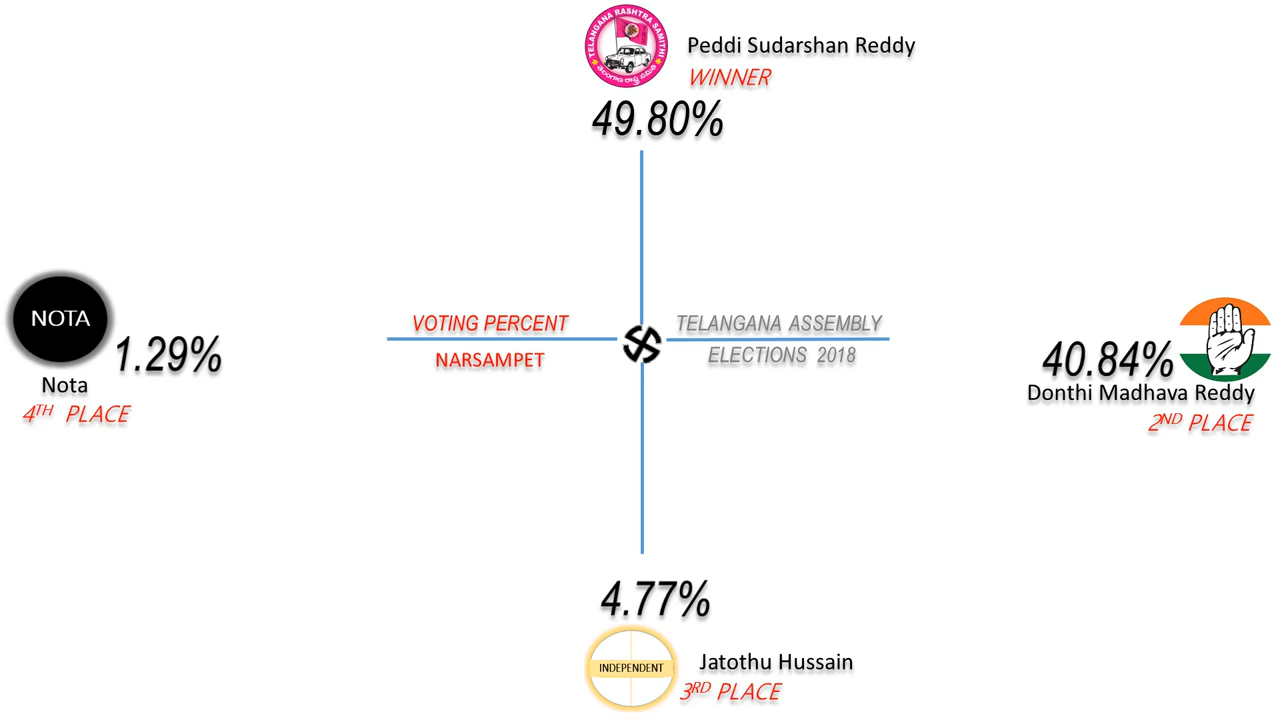 TELANGANA RASHTRA SAMITHI
తెలంగాణ రాష్ట్ర సమితి
Peddi Sudarshan Reddy
WINNER
49.80%
NOTA
1.29%
Nota
4TH PLACE
VOTING PERCENT
NARSAMPET
TELANGANA ASSEMBLY
ELECTIONS 2018
40.84%
Donthi Madhava Reddy
2ND PLACE
4.77%
INDEPENDENT
Jatothu Hussain
3RD PLACE